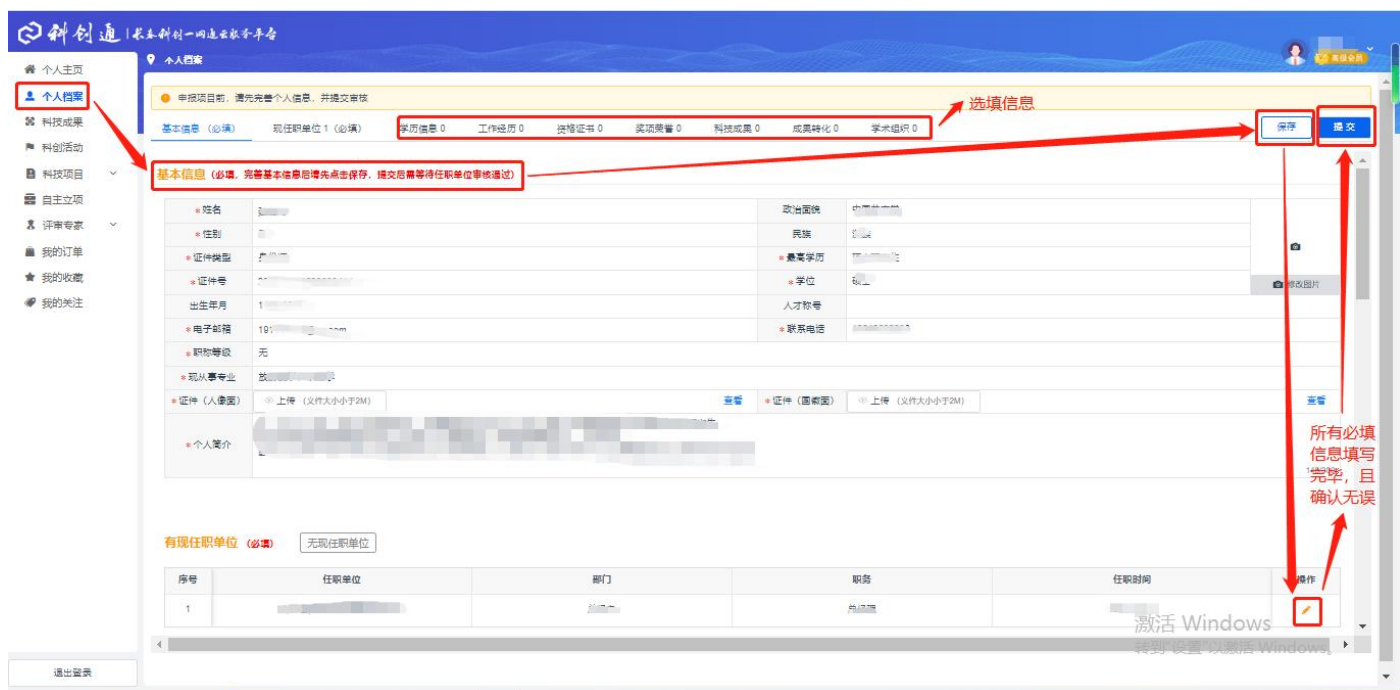 科创通 | 长春科创一网通云服务平台
个人主页
个人档案
科技成果
科创活动
科技项目
自主立项
评审专家
我的订单
我的收藏
我的关注
退出登录
个人档案
高级会员
申报项目前，请先完善个人信息，并提交审核
选填信息
基本信息（必填） 现任职单位 1（必填） 学历信息 0 工作经历 0 资格证书 0 奖项荣誉 0 科技成果 0 成果转化 0 学术组织 0 保存 提交
基本信息（必填，完善基本信息后请先点击保存，提交后需等待任职单位审核通过）
*姓名 政治面貌
*性别 民族
*证件类型 *最高学历
*证件号 *学位 硕士
修改图片
出生年月 1 人才称号
*电子邮箱 191 .com *联系电话
*职称等级 无
*现从事专业 放
*证件（人像面） 上传（文件大小小于2M） 查看 *证件（国徽面） 上传（文件大小小于2M） 查看
*个人简介
所有必填
信息填写
完毕，且
确认无误
有现任职单位（必填） 无现任职单位
序号 任职单位 部门 职务 任职时间 操作
1 总经理
激活 Windows
转到"设置"以激活 Windows。